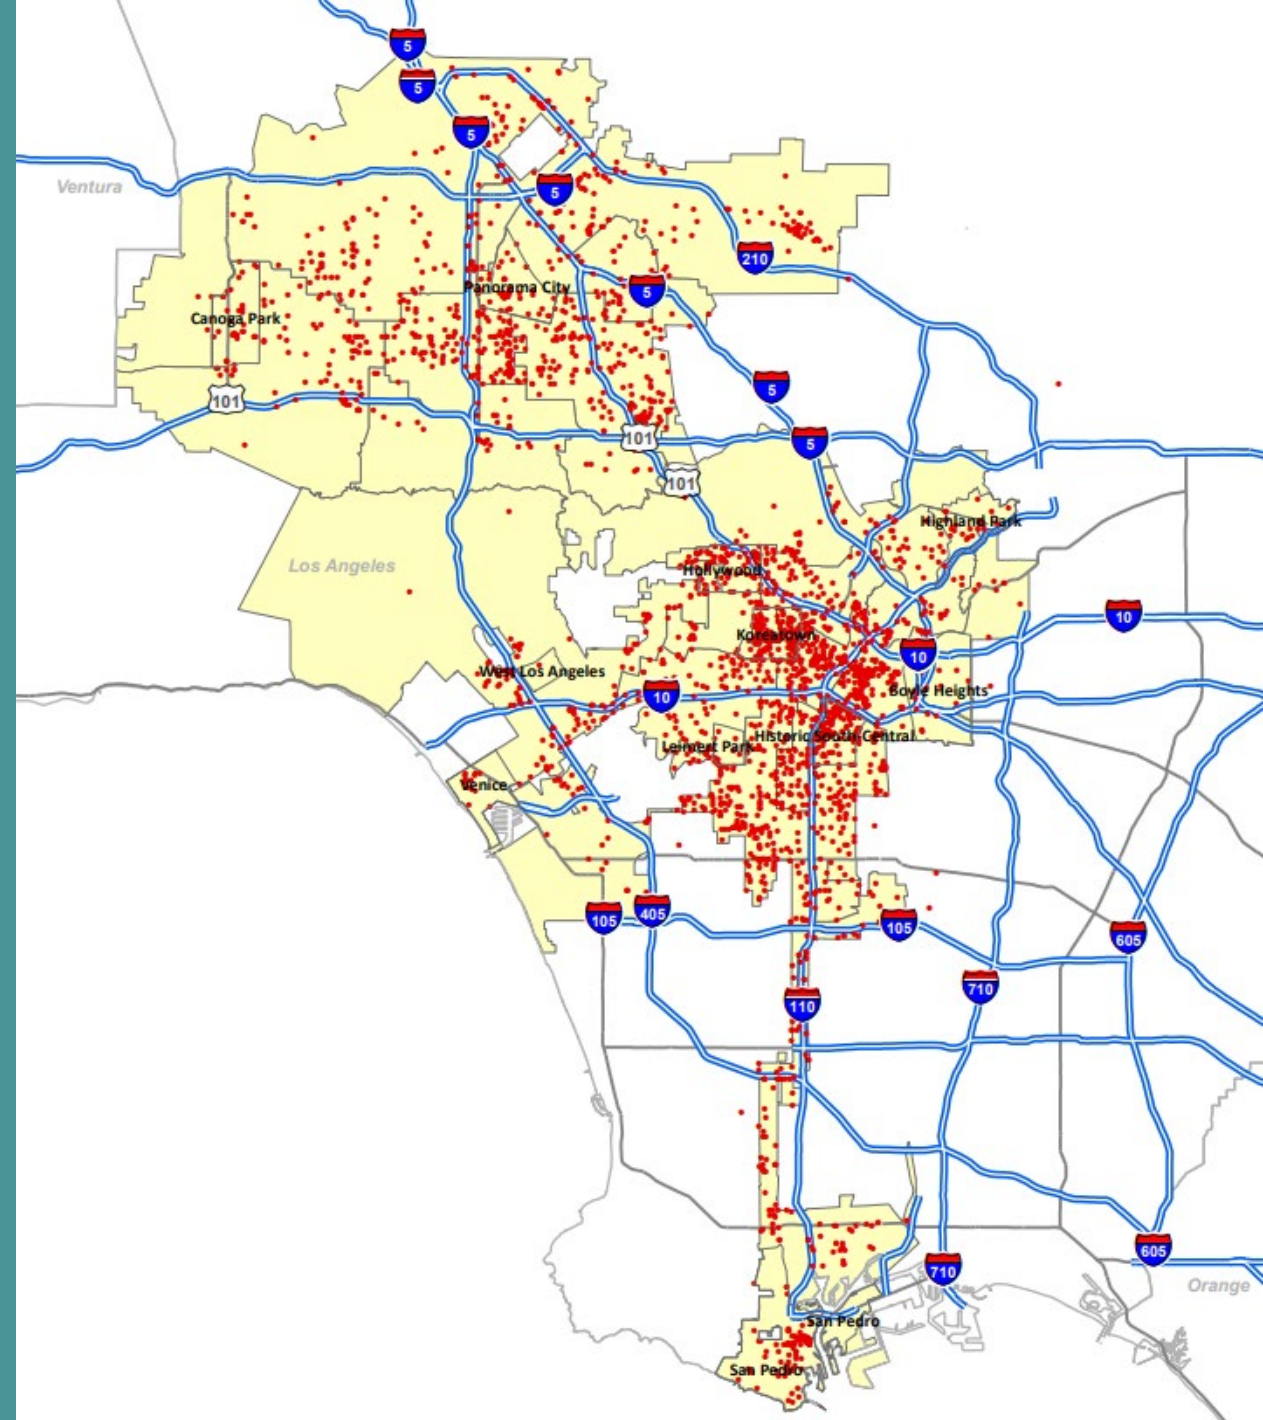 5
5
5
Ventura
5
210
Panorama City
5
Canoga Park
5
101
101
5
101
Highland Park
Los Angeles
Hollywood
10
Koreatown
10
West Los Angeles
10
Boyle Heights
Historic South-Central
Leimert Park
Venice
105
405
105
605
710
110
605
710
Orange
San Pedro
San Pedro